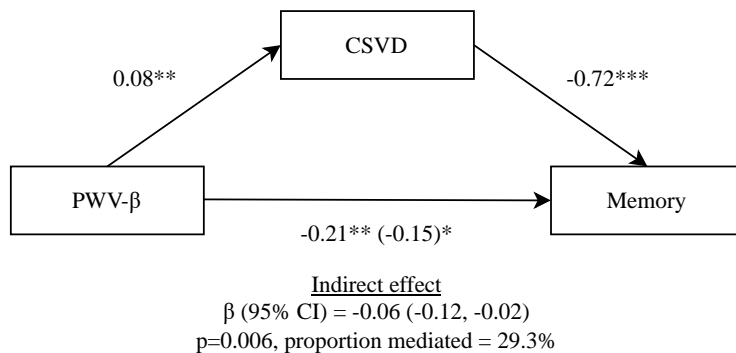 CSVD
0.08**
-0.72***
PWV-β
Memory
-0.21** (-0.15)*
Indirect effect
β (95% CI) = -0.06 (-0.12, -0.02)
p=0.006, proportion mediated = 29.3%